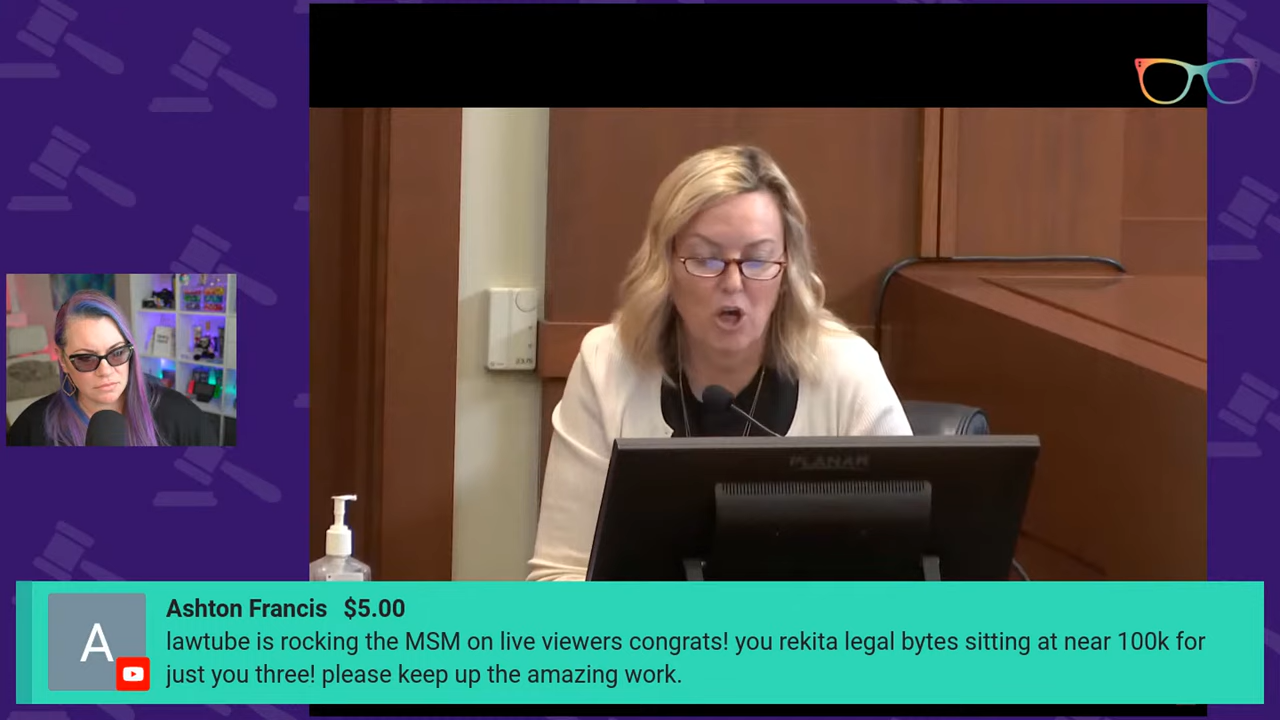 PLANAR
A
Ashton Francis $5.00
lawtube is rocking the MSM on live viewers congrats! you rekita legal bytes sitting at near 100k for
just you three! please keep up the amazing work.